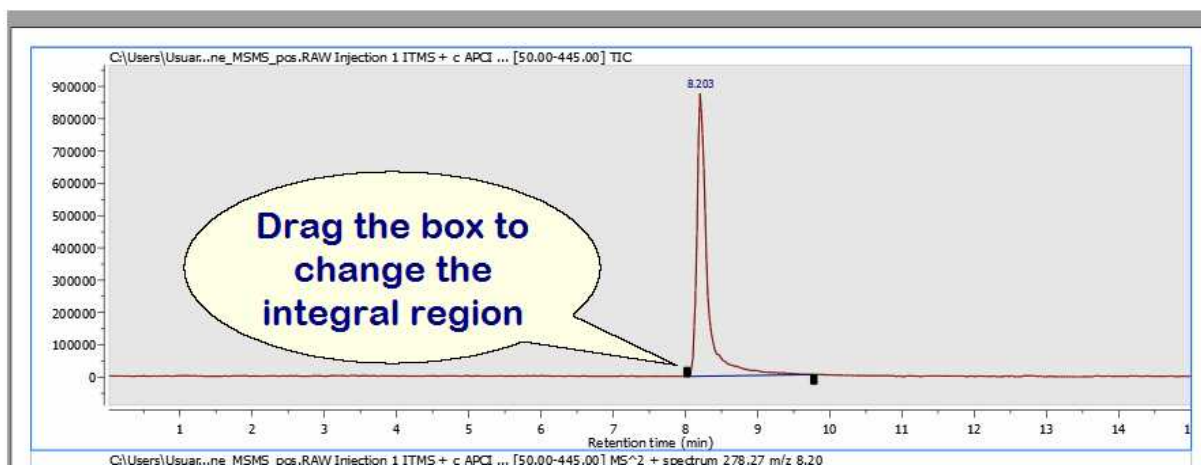 C:\Users\Usuar...ne_MSMS_pos.RAW Injection 1 ITMS + c APCI ... [50.00-445.00] TIC
8.203
900000
800000
700000
600000
500000
400000
300000
200000
100000
0
Drag the box to
change the
integral region
1 2 3 4 5 6 7 8 9 10 11 12 13 14
Retention time (min)
C:\Users\Usuar...ne_MSMS_pos.RAW Injection 1 ITMS + c APCI ... [50.00-445.00] MS^2 + spectrum 278.27 m/z 8.20